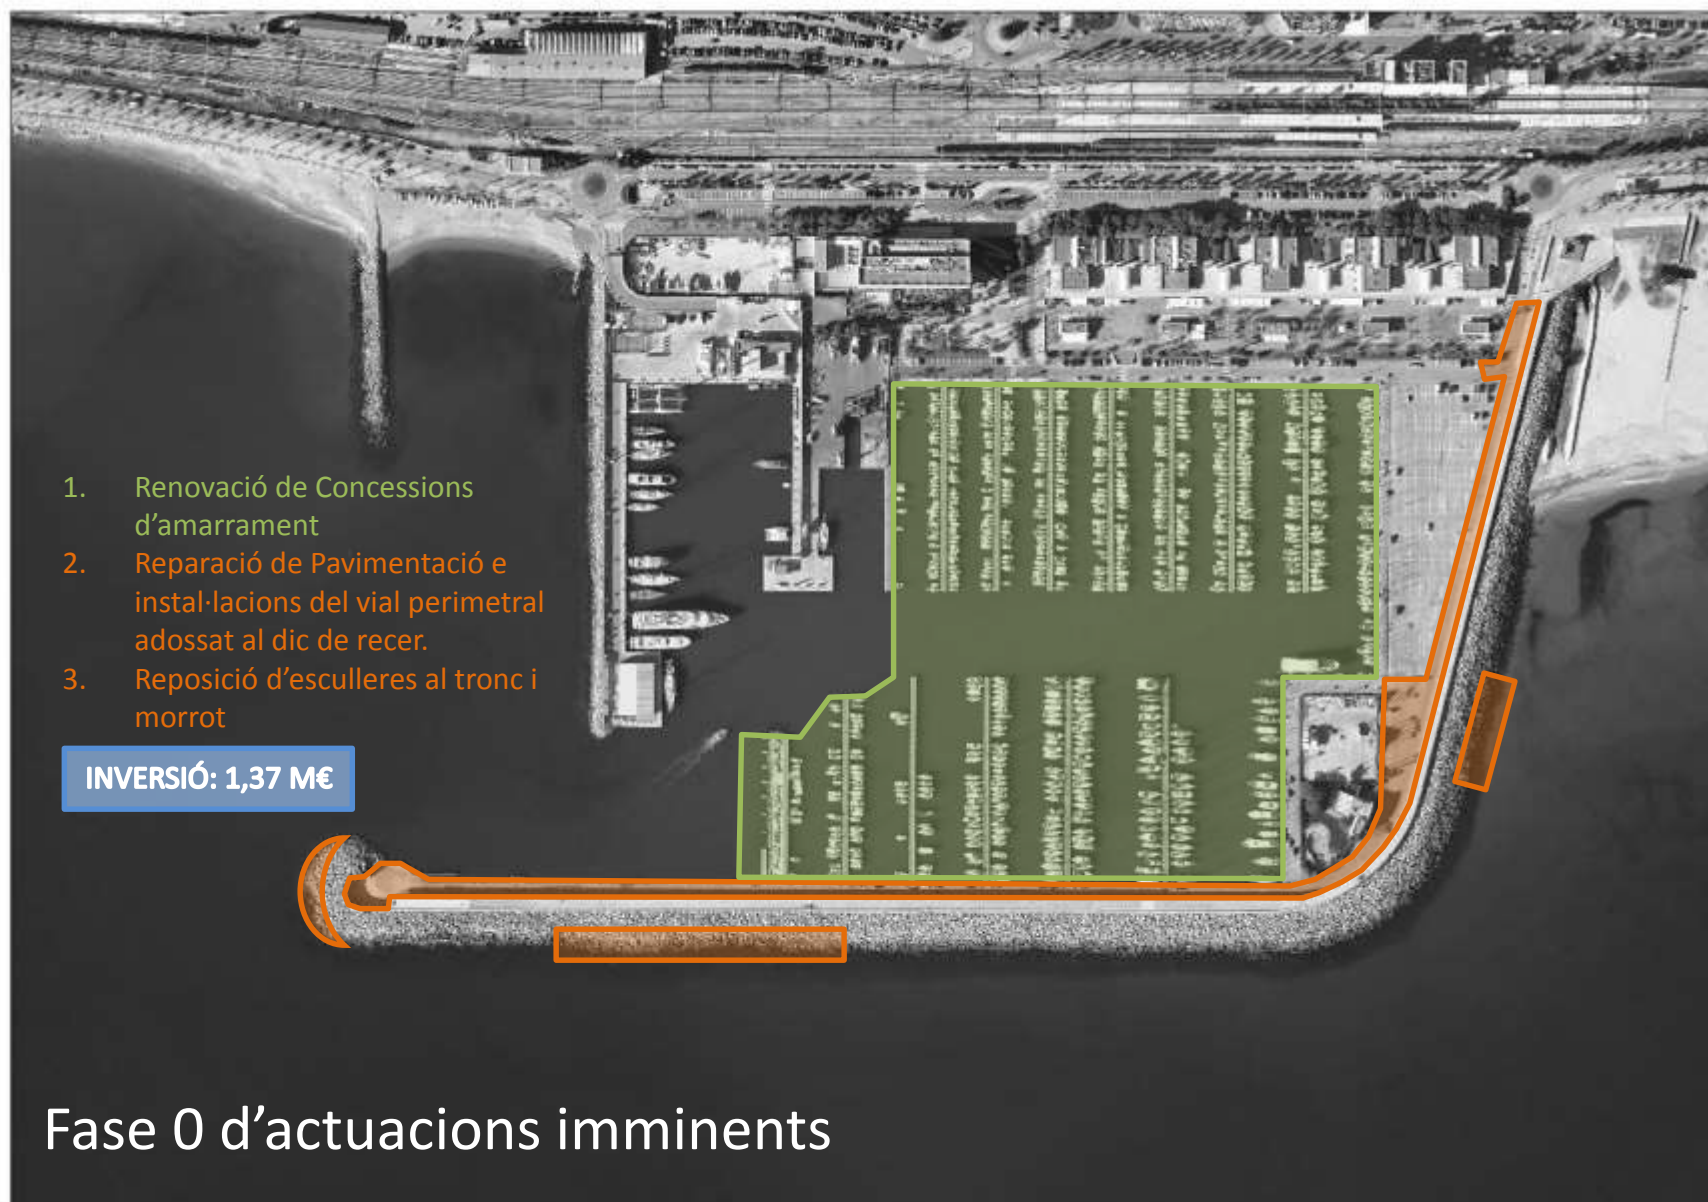 1. Renovació de Concessions
d’amarrament
2. Reparació de Pavimentació e
instal·lacions del vial perimetral
adossat al dic de recer.
3. Reposició d’esculleres al tronc i
morrot
INVERSIÓ: 1,37 M€
Fase 0 d’actuacions imminents